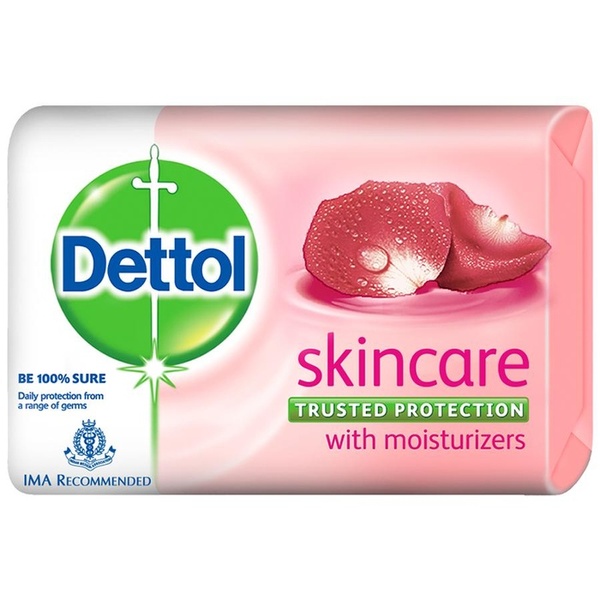 Dettol
BE 100% SURE
Daily protection from
a range of germs
IMA RECOMMENDED
skincare
TRUSTED PROTECTION
with moisturizers